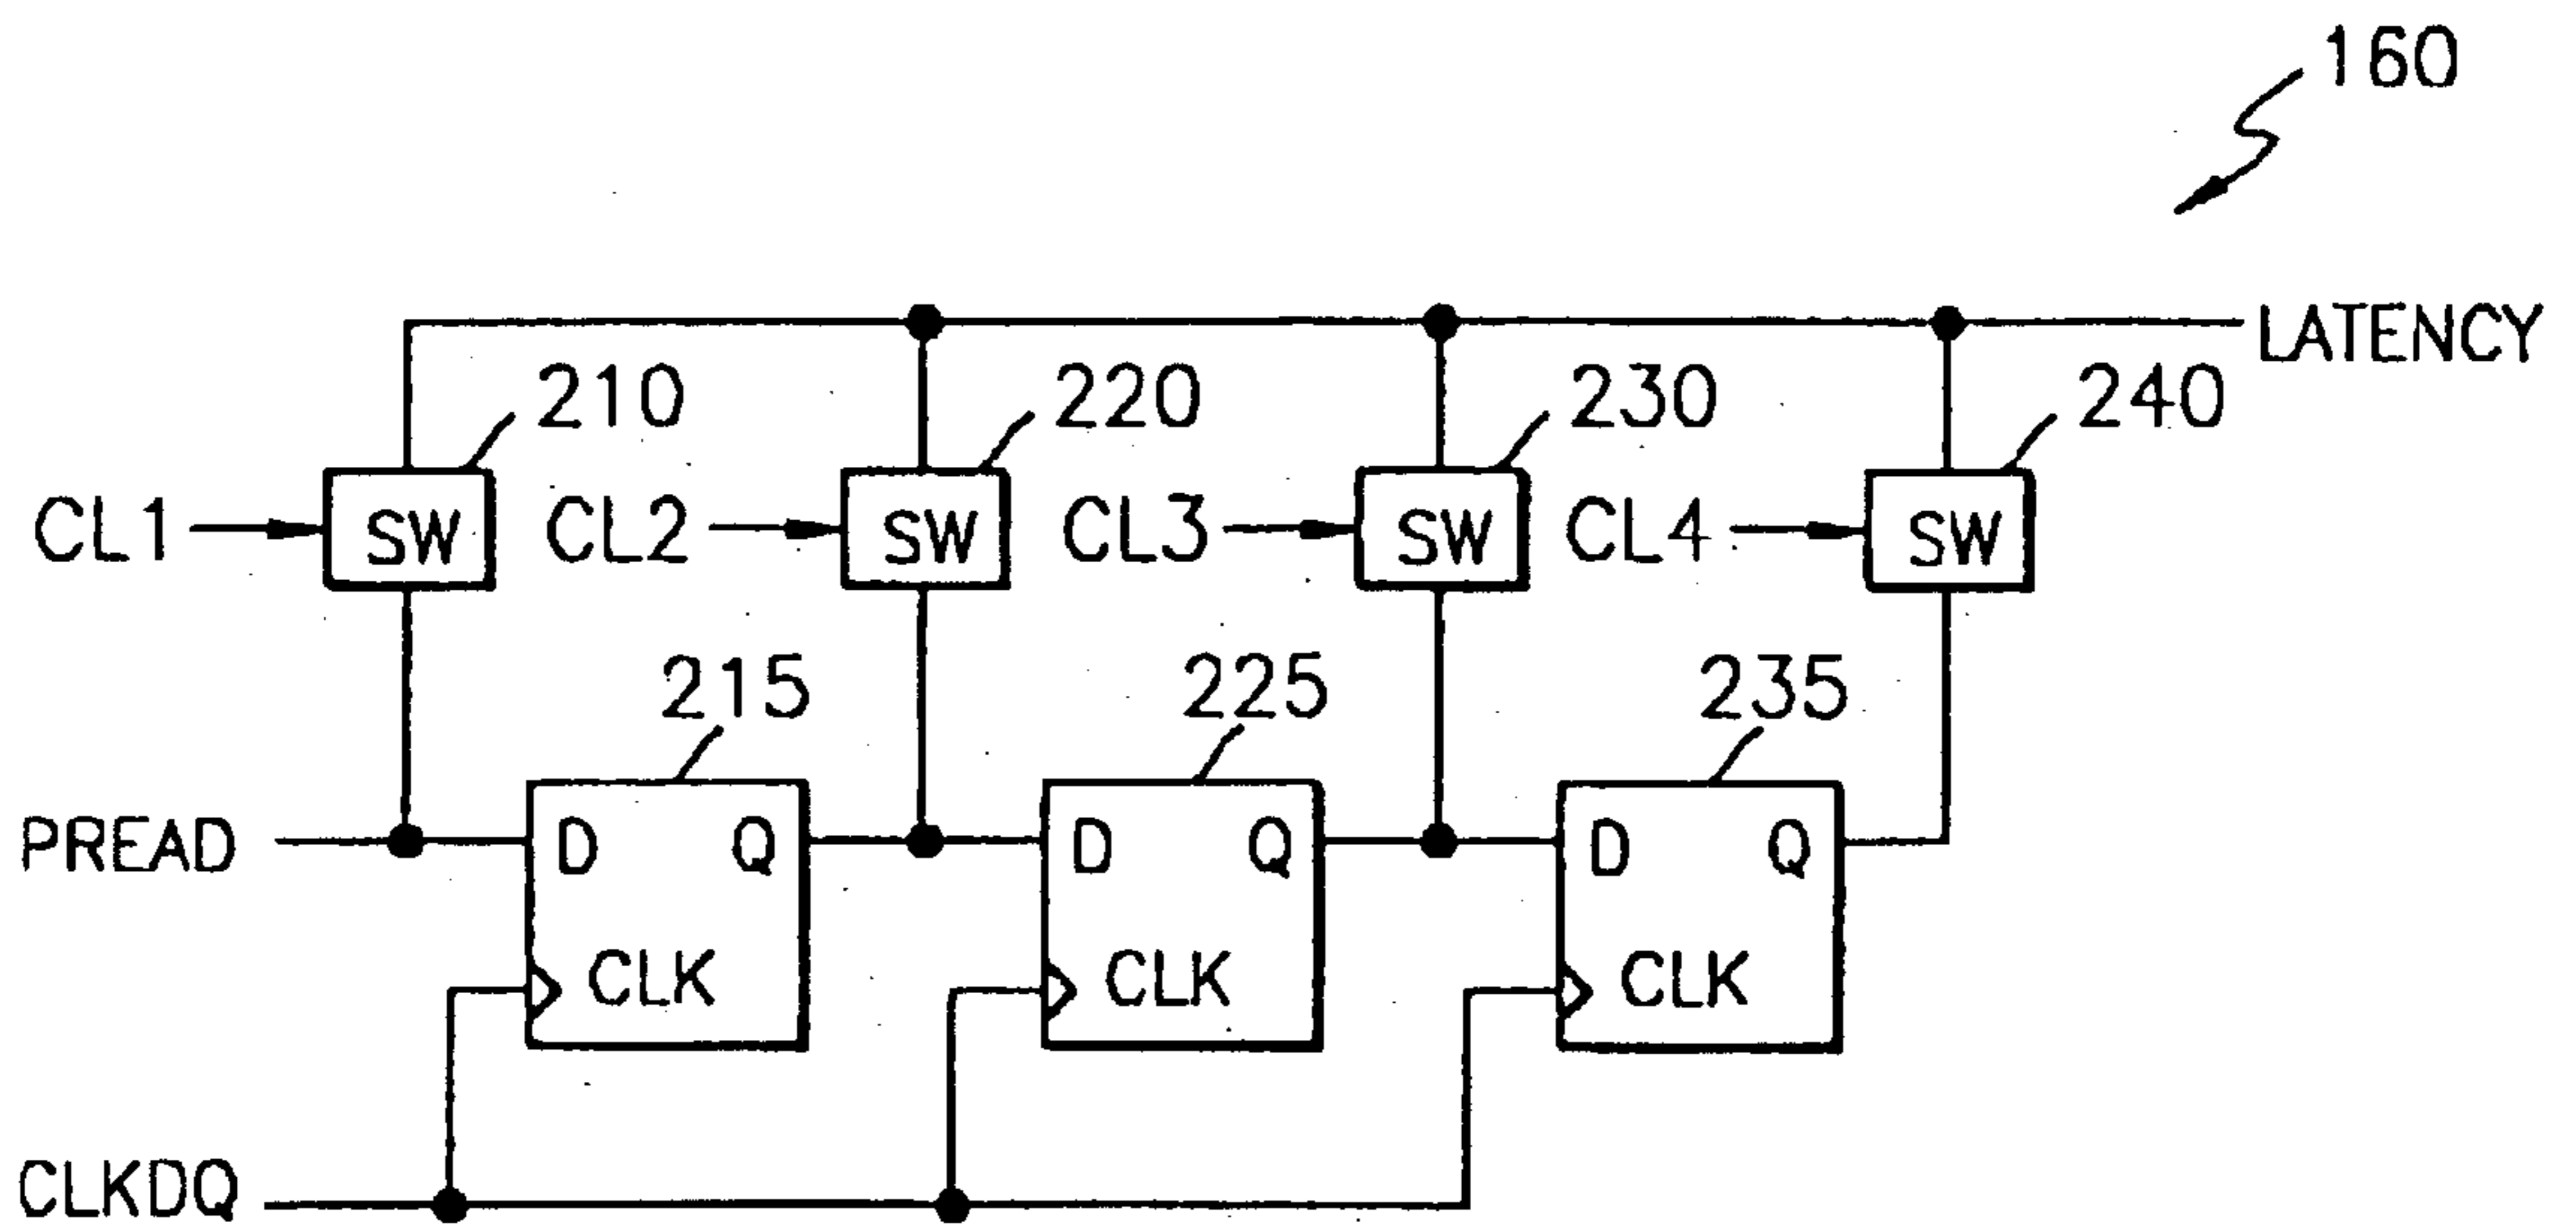 160
LATENCY
210 220 230 240
CL1 SW CL2 SW CL3 SW CL4 SW
215 225 235
PREAD D Q D Q D Q
CLK CLK CLK
CLKDQ